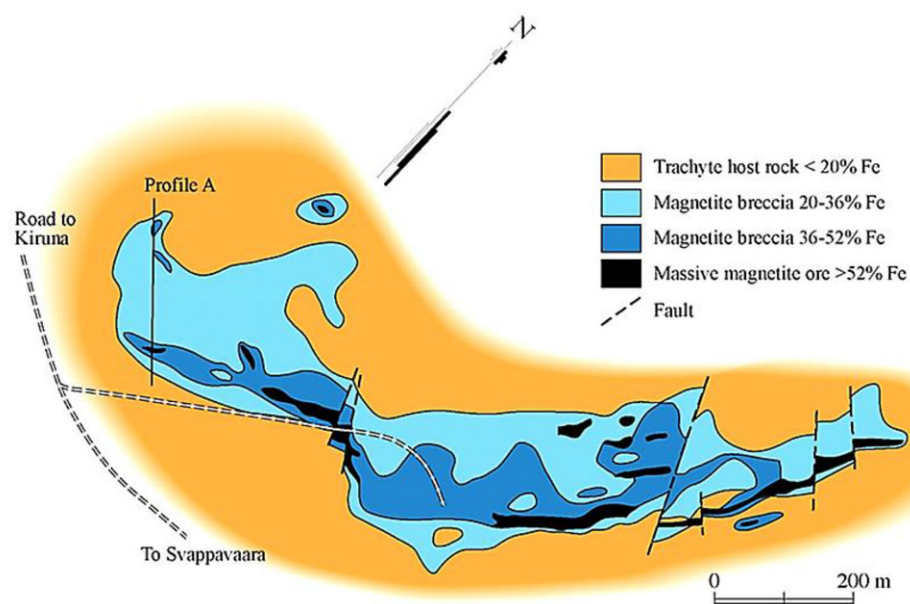 N
Profile A
Road to
Kiruna
Trachyte host rock < 20% Fe
Magnetite breccia 20-36% Fe
Magnetite breccia 36-52% Fe
Massive magnetite ore >52% Fe
Fault
To Svappavaara
0 200 m